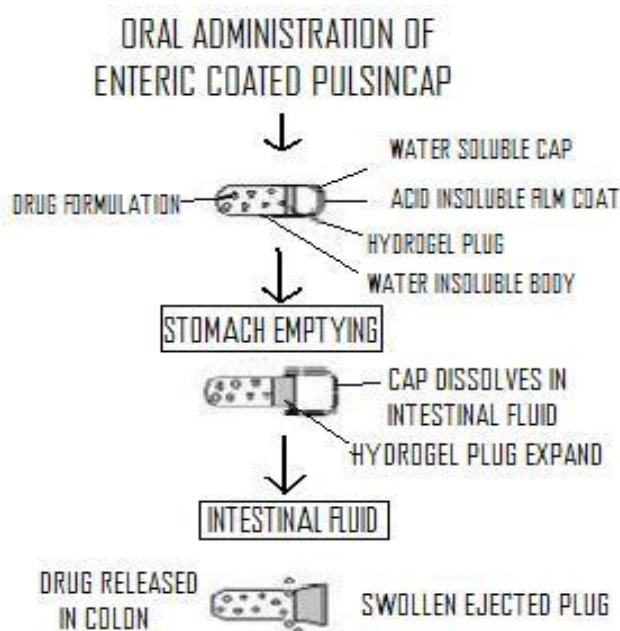 ORAL ADMINISTRATION OF
ENTERIC COATED PULSINCAP
WATER SOLUBLE CAP
DRUG FORMULATION
ACID INSOLUBLE FILM COAT
HYDROGEL PLUG
WATER INSOLUBLE BODY
STOMACH EMPTYING
CAP DISSOLVES IN
INTESTINAL FLUID
HYDROGEL PLUG EXPAND
INTESTINAL FLUID
DRUG RELEASED
IN COLON
SWOLLEN EJECTED PLUG